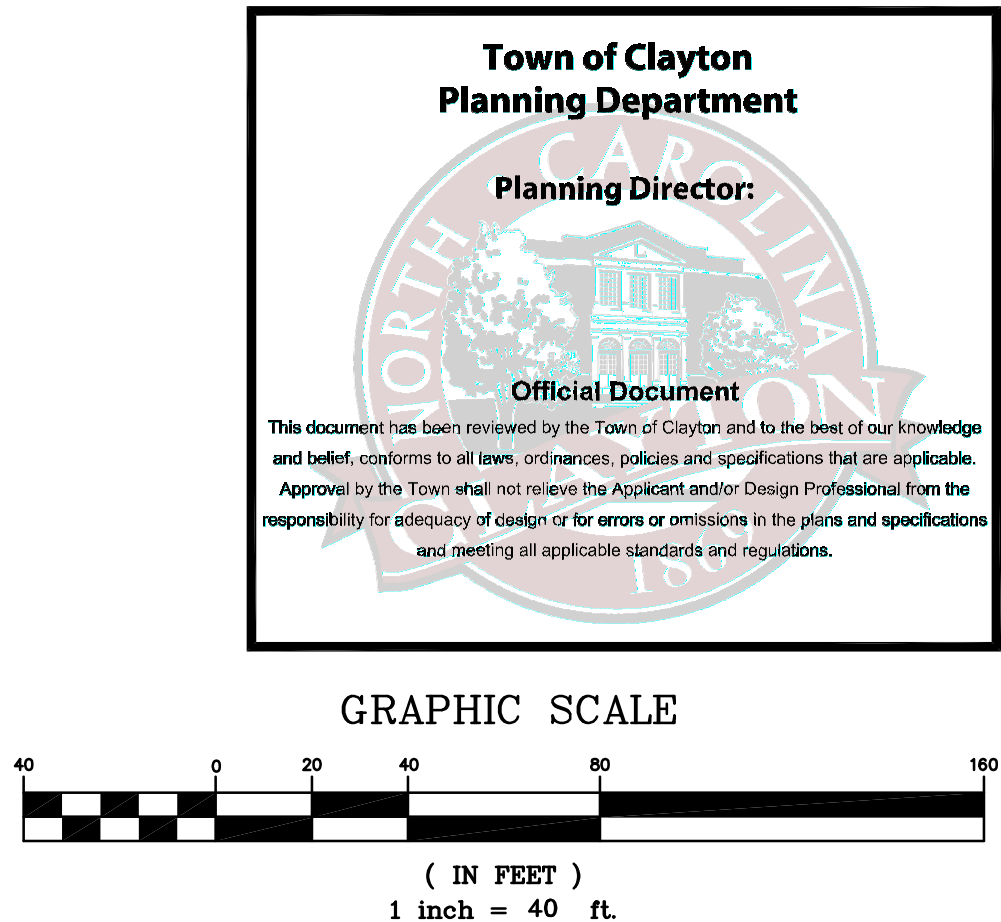 Town of Clayton
Planning Department
NORTH CAROLINA
Planning Director:
Official Document
CLAYTON
This document has been reviewed by the Town of Clayton and to the best of our knowledge
and belief, conforms to all laws, ordinances, policies and specifications that are applicable.
Approval by the Town shall not relieve the Applicant and/or Design Professional from the
responsibility for adequacy of design or for errors or omissions in the plans and specifications
and meeting all applicable standards and regulations.
1869
GRAPHIC SCALE
40 0 20 40 80 160
( IN FEET )
1 inch = 40 ft.